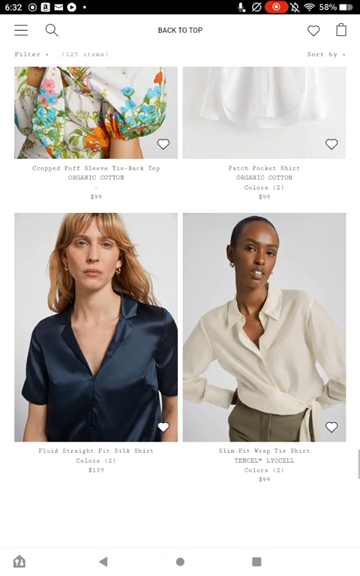 6:32
58%
BACK TO TOP
Filter
(125 items)
Sort by
Cropped Puff Sleeve Tie-Back Top
ORGANIC COTTON
-
$99
Patch Pocket Shirt
ORGANIC COTTON
Colors (2)
$99
Fluid Straight Fit Silk Shirt
Colors (2)
$139
Slim-Fit Wrap Tie Shirt
TENCEL™ LYOCELL
Colors (2)
$99